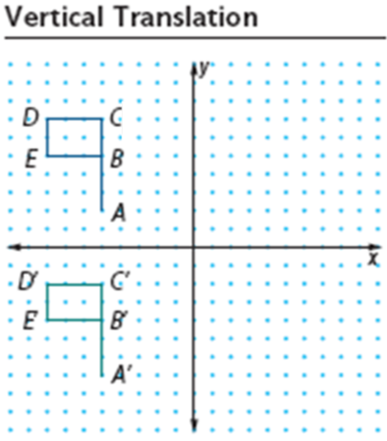 Vertical Translation
y
D C
E B
A
x
D' C'
E' B'
A'